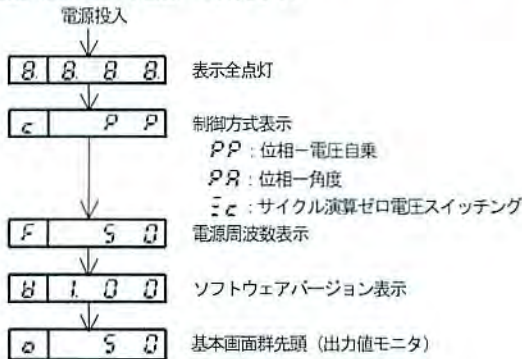 電源投入
8. 8. 8. 8. 表示全点灯
c P P 制御方式表示
PP：位相－電圧自乗
PA：位相－角度
c：サイクル演算ゼロ電圧スイッチング
F 5 0 電源周波数表示
1. 0 0 ソフトウェアバージョン表示
o 5 0 基本画面群先頭（出力値モニタ）